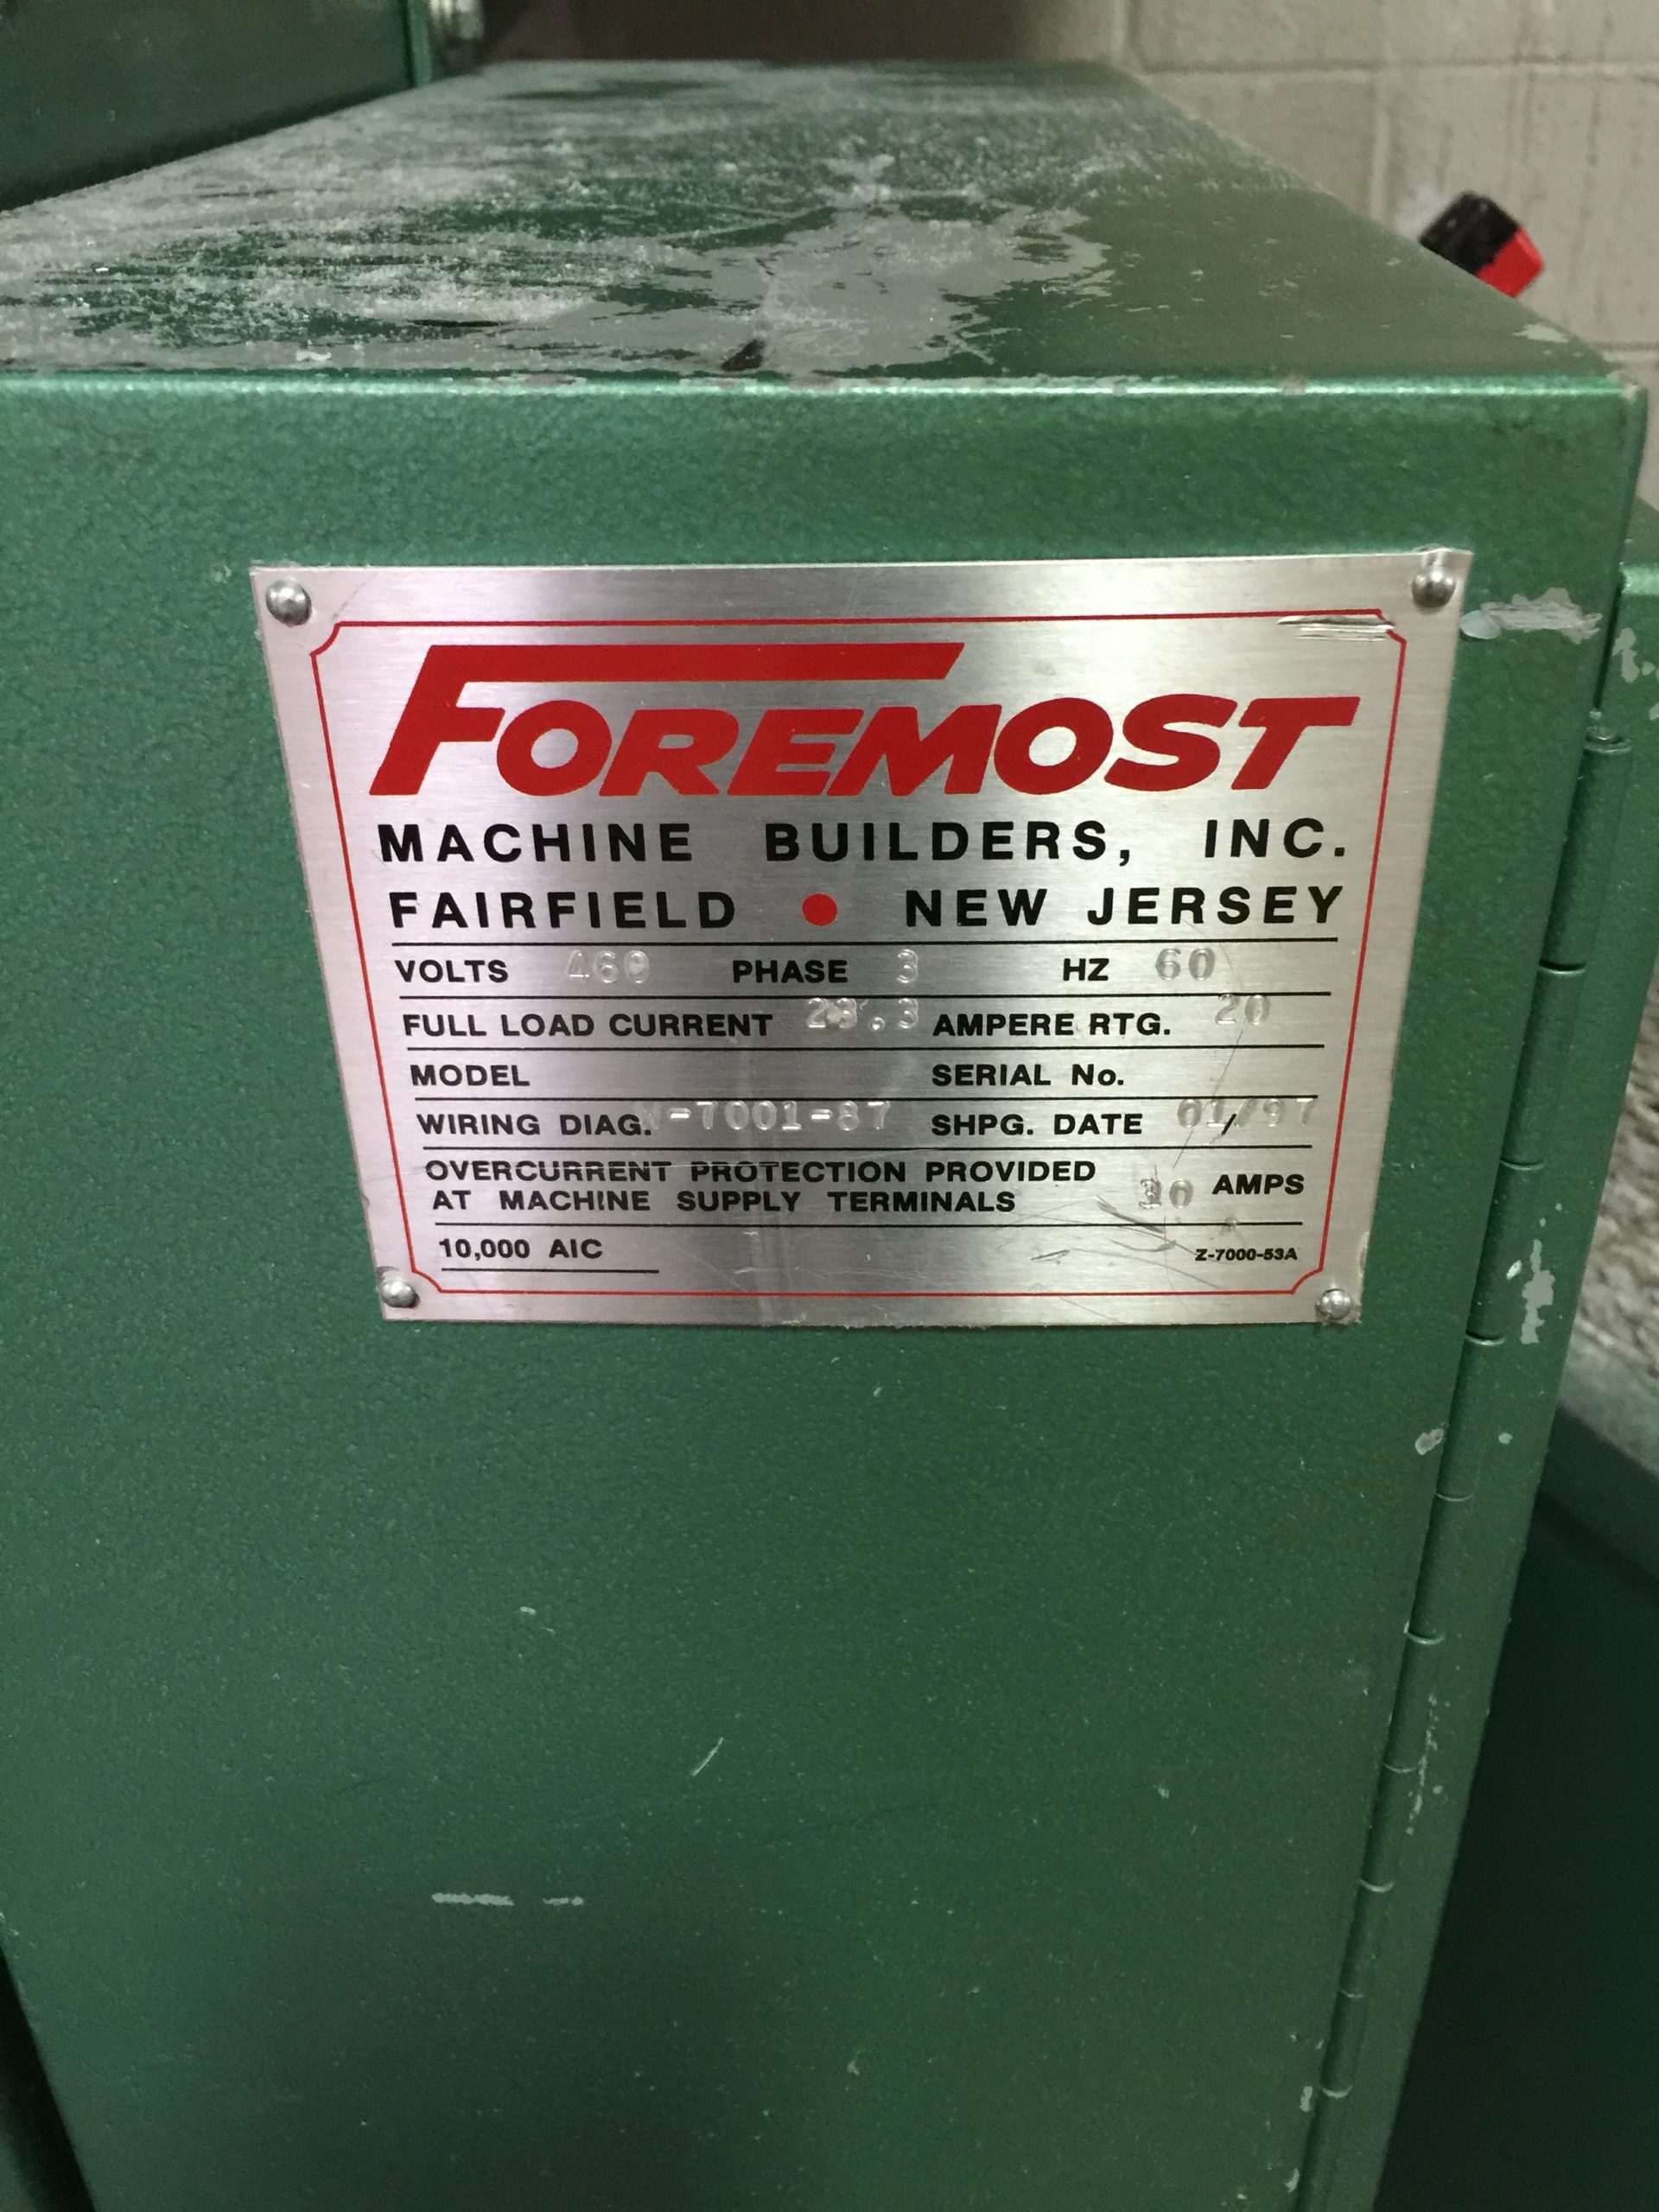 FOREMOST
MACHINE BUILDERS, INC.
FAIRFIELD • NEW JERSEY
VOLTS 460 PHASE 3 HZ 60
FULL LOAD CURRENT AMPERE RTG. 20
MODEL SERIAL No.
WIRING DIAG. W-7001-87 SHPG. DATE 01/97
OVERCURRENT PROTECTION PROVIDED
AT MACHINE SUPPLY TERMINALS AMPS
10,000 AIC Z-7000-53A